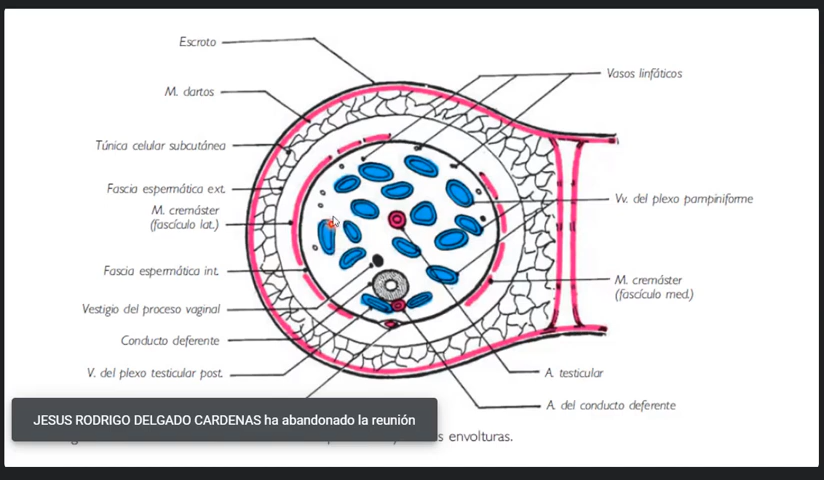 Escroto
Vasos linfáticos
M. dartos
Túnica celular subcutánea
Fascia espermática ext.
M. cremáster
(fascículo lat.)
Vv. del plexo pampiniforme
Fascia espermática int.
M. cremáster
(fascículo med.)
Vestigio del proceso vaginal
Conducto deferente
V. del plexo testicular post.
A. testicular
A. del conducto deferente
JESUS RODRIGO DELGADO CARDENAS ha abandonado la reunión
envolturas.